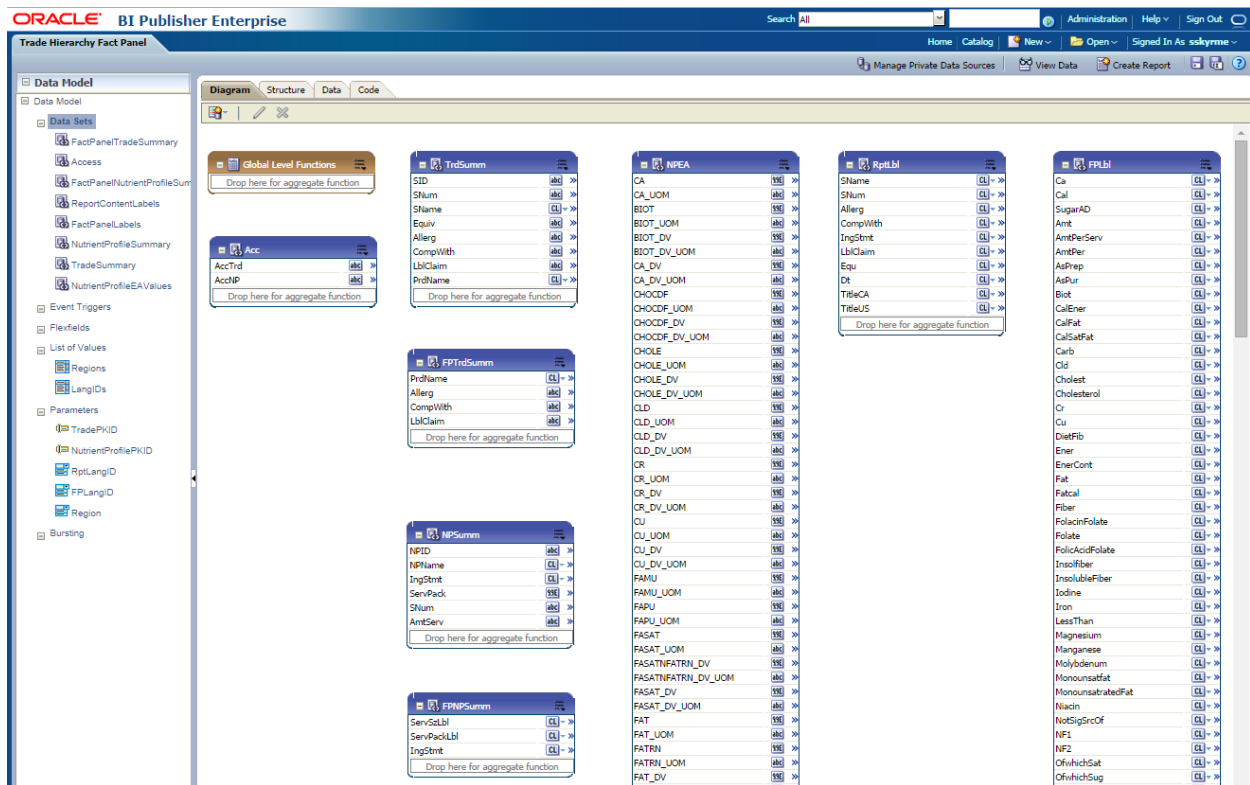 ORACLE BI Publisher Enterprise
Search All
Administration Help Sign Out
Trade Hierarchy Fact Panel
Home Catalog New Open Signed In As sskyrme
Manage Private Data Sources View Data Create Report
Data Model
Data Model
Data Sets
FactPanelTradeSummary
Access
FactPanelNutrientProfileSum
ReportContentLabels
FactPanelLabels
NutrientProfileSummary
TradeSummary
NutrientProfileEAValues
Event Triggers
Flexfields
List of Values
Regions
LangIDs
Parameters
TradePKID
NutrientProfilePKID
RptLangID
FPLangID
Region
Bursting
Diagram Structure Data Code
Global Level Functions
Drop here for aggregate function
Acc
AccTrd
AccNP
Drop here for aggregate function
TrdSumm
SID
SNum
SName
Equiv
Allerg
CompWith
LblClaim
PrdName
Drop here for aggregate function
FPTrdSumm
PrdName
Allerg
CompWith
LblClaim
Drop here for aggregate function
NPSumm
NPID
NPName
IngStmt
ServPack
SNum
AmtServ
Drop here for aggregate function
FPNPSumm
ServSzLbl
ServPackLbl
IngStmt
Drop here for aggregate function
NPEA
CA
CA_UOM
BIOT
BIOT_UOM
BIOT_DV
BIOT_DV_UOM
CA_DV
CA_DV_UOM
CHOCDF
CHOCDF_UOM
CHOCDF_DV
CHOCDF_DV_UOM
CHOLE
CHOLE_UOM
CHOLE_DV
CHOLE_DV_UOM
CLD
CLD_UOM
CLD_DV
CLD_DV_UOM
CR
CR_UOM
CR_DV
CR_DV_UOM
CU
CU_UOM
CU_DV
CU_DV_UOM
FAMU
FAMU_UOM
FAPU
FAPU_UOM
FASAT
FASAT_UOM
FASATNFATRN_DV
FASATNFATRN_DV_UOM
FASAT_DV
FASAT_DV_UOM
FAT
FAT_UOM
FATRN
FATRN_UOM
FAT_DV
RptLbl
SName
SNum
Allerg
CompWith
IngStmt
LblClaim
Equ
Dt
TitleCA
TitleUS
Drop here for aggregate function
FPLbl
Ca
Cal
SugarAD
Amt
AmtPerServ
AmtPer
AsPrep
AsPur
Biot
CalEner
CalFat
CalSatFat
Carb
Cld
Cholest
Cholesterol
Cr
Cu
DietFib
Ener
EnerCont
Fat
Fatcal
Fiber
FolacinFolate
Folate
FolicAcidFolate
Insolfiber
InsolubleFiber
Iodine
Iron
LessThan
Magnesium
Manganese
Molybdenum
Monounsatfat
MonounsatratedFat
Niacin
NotSigSrcOf
NF1
NF2
OfwhichSat
OfwhichSug